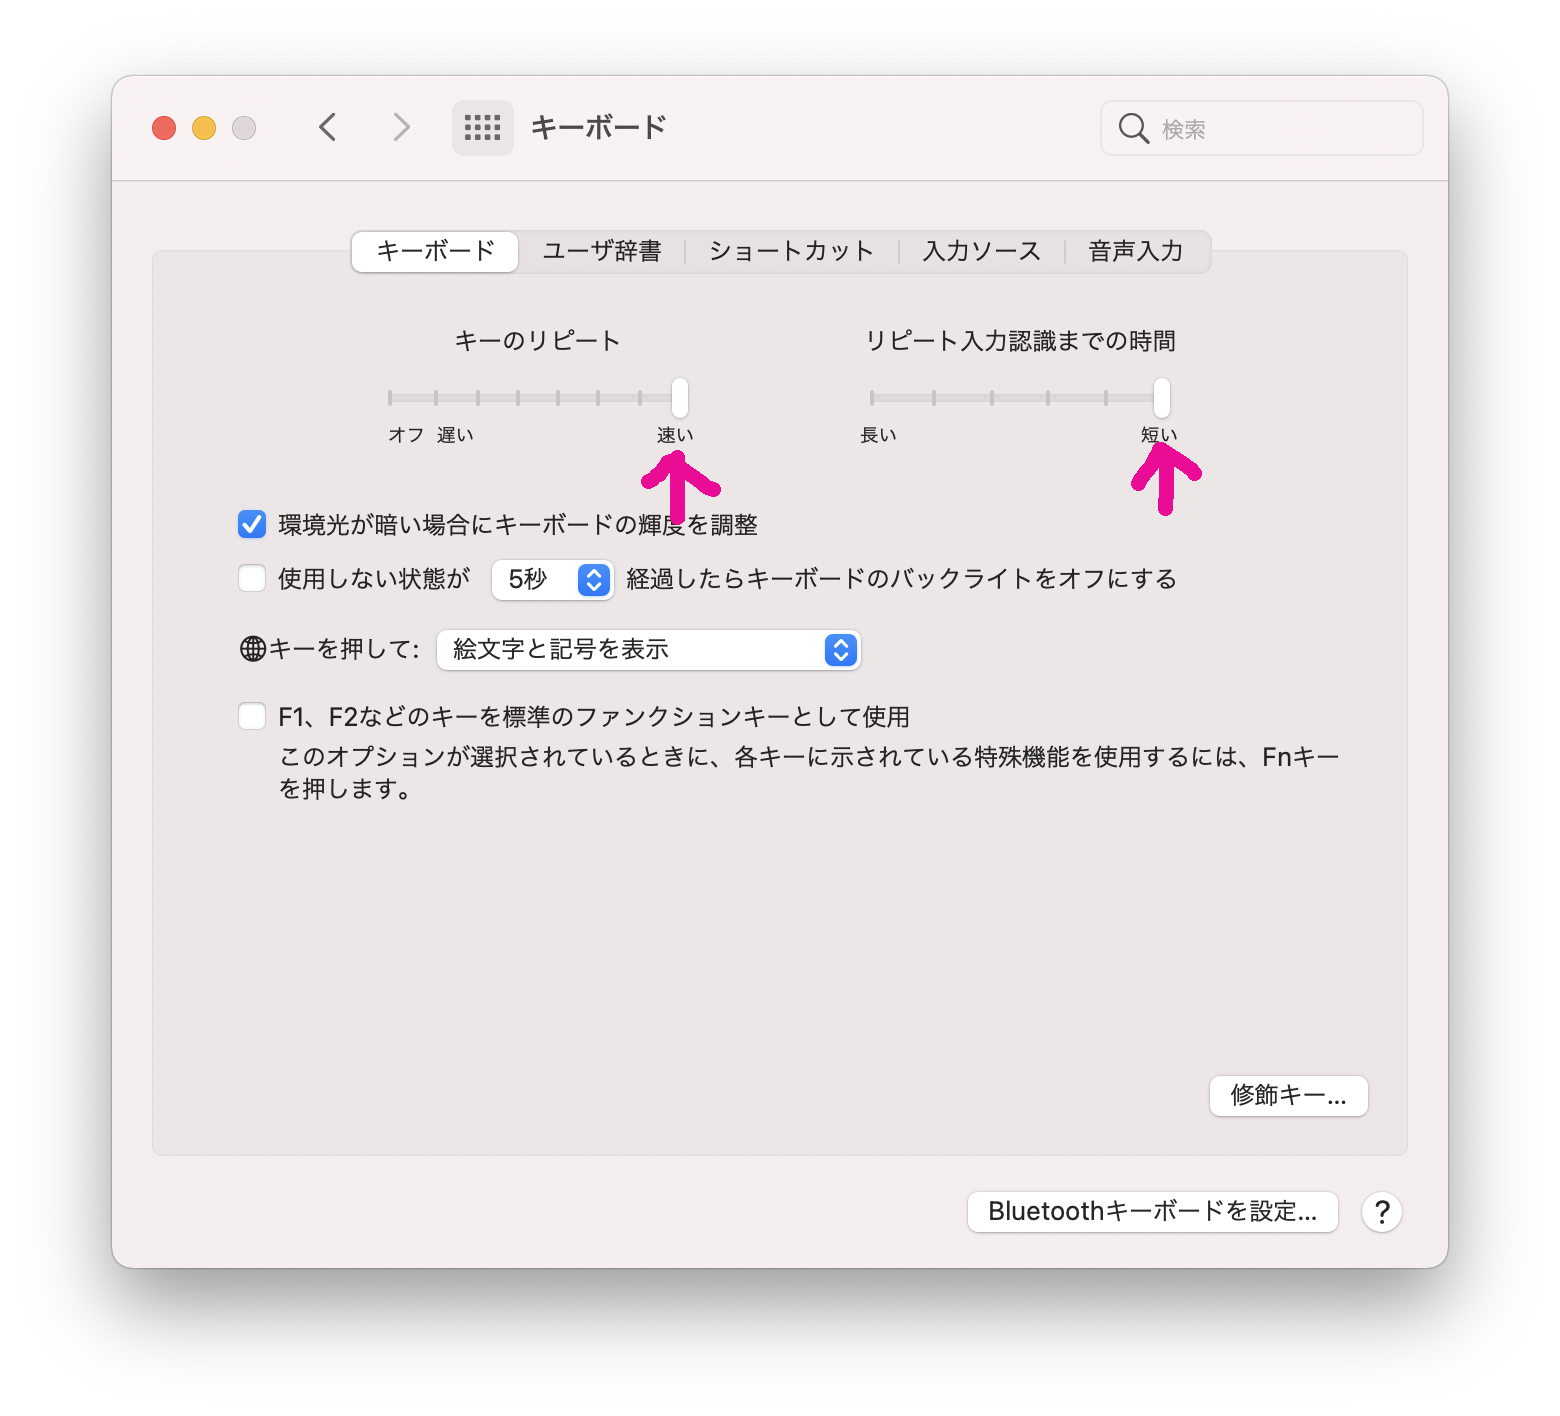 キーボード
検索
キーボード ユーザ辞書 ショートカット 入力ソース 音声入力
キーのリピート リピート入力認識までの時間
オフ 遅い 速い 長い 短い
環境光が暗い場合にキーボードの輝度を調整
使用しない状態が 5秒 経過したらキーボードのバックライトをオフにする
キーを押して: 絵文字と記号を表示
F1、F2などのキーを標準のファンクションキーとして使用
このオプションが選択されているときに、各キーに示されている特殊機能を使用するには、Fnキー
を押します。
修飾キー...
Bluetoothキーボードを設定... ?